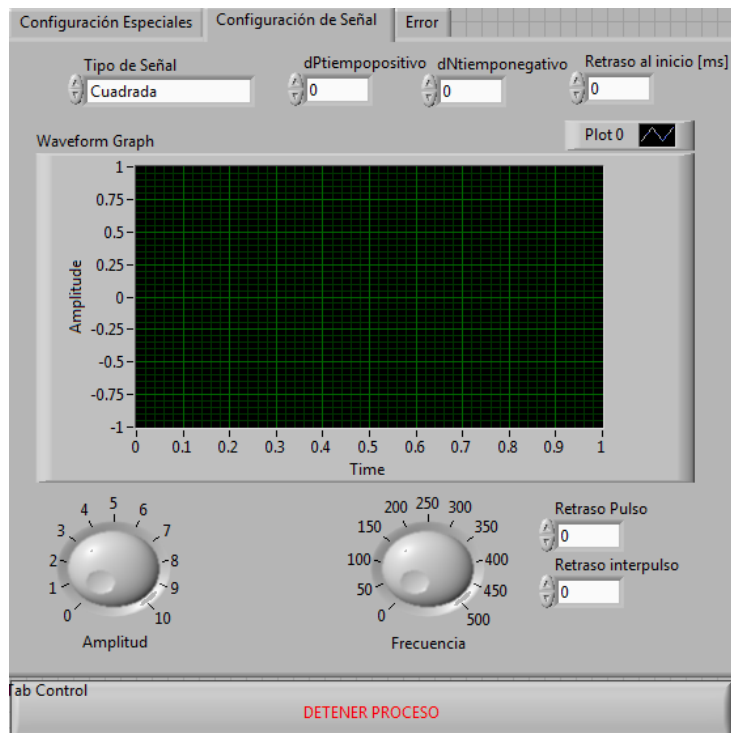 Configuración Especiales
Configuración de Señal
Error
Tipo de Señal
dPtiempopositivo
dNtiemponegativo
Retraso al inicio [ms]
Cuadrada
0
0
0
Waveform Graph
Plot 0
1
0.75
0.5
0.25
0
-0.25
-0.5
-0.75
-1
Amplitude
0 0.1 0.2 0.3 0.4 0.5 0.6 0.7 0.8 0.9 1
Time
0 1 2 3 4 5 6 7 8 9 10
Amplitud
0 50 100 150 200 250 300 350 400 450 500
Frecuencia
Retraso Pulso
0
Retraso interpulso
0
Tab Control
DETENER PROCESO